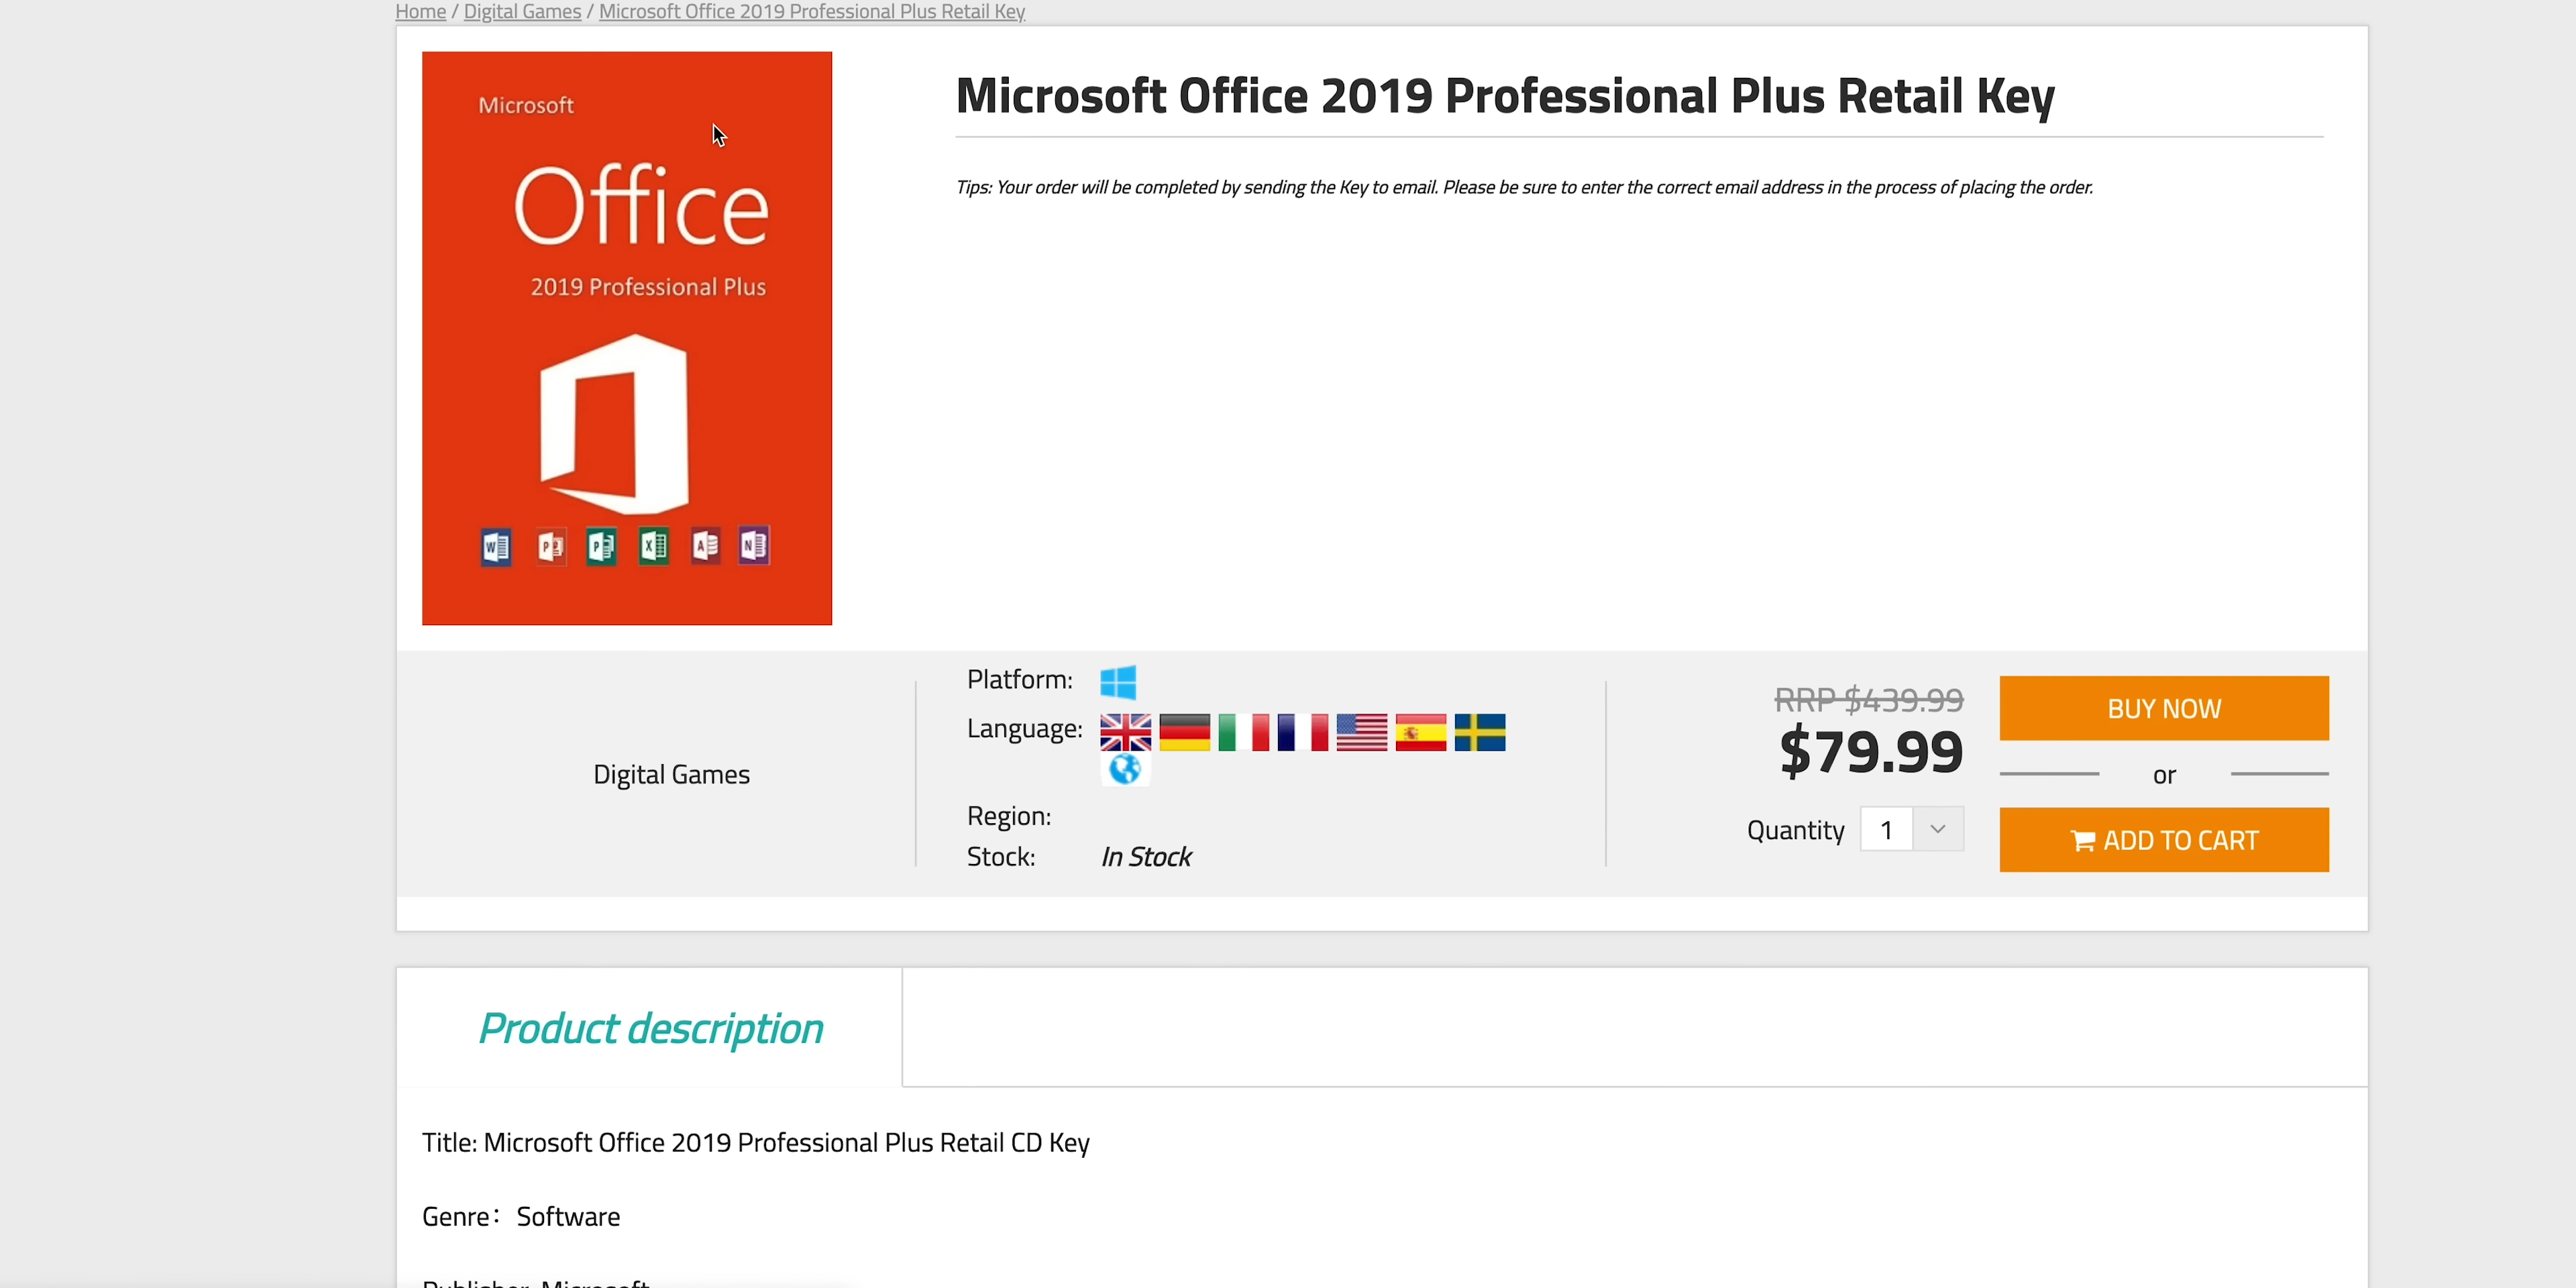 Home / Digital Games / Microsoft Office 2019 Professional Plus Retail Key
Microsoft
Office
2019 Professional Plus
W P P X A N
Microsoft Office 2019 Professional Plus Retail Key
Tips: Your order will be completed by sending the Key to email. Please be sure to enter the correct email address in the process of placing the order.
Digital Games
Platform:
Language:
Region:
Stock: In Stock
RRP $439.99
$79.99
Quantity 1
BUY NOW
or
ADD TO CART
Product description
Title: Microsoft Office 2019 Professional Plus Retail CD Key
Genre： Software
Publisher Microsoft